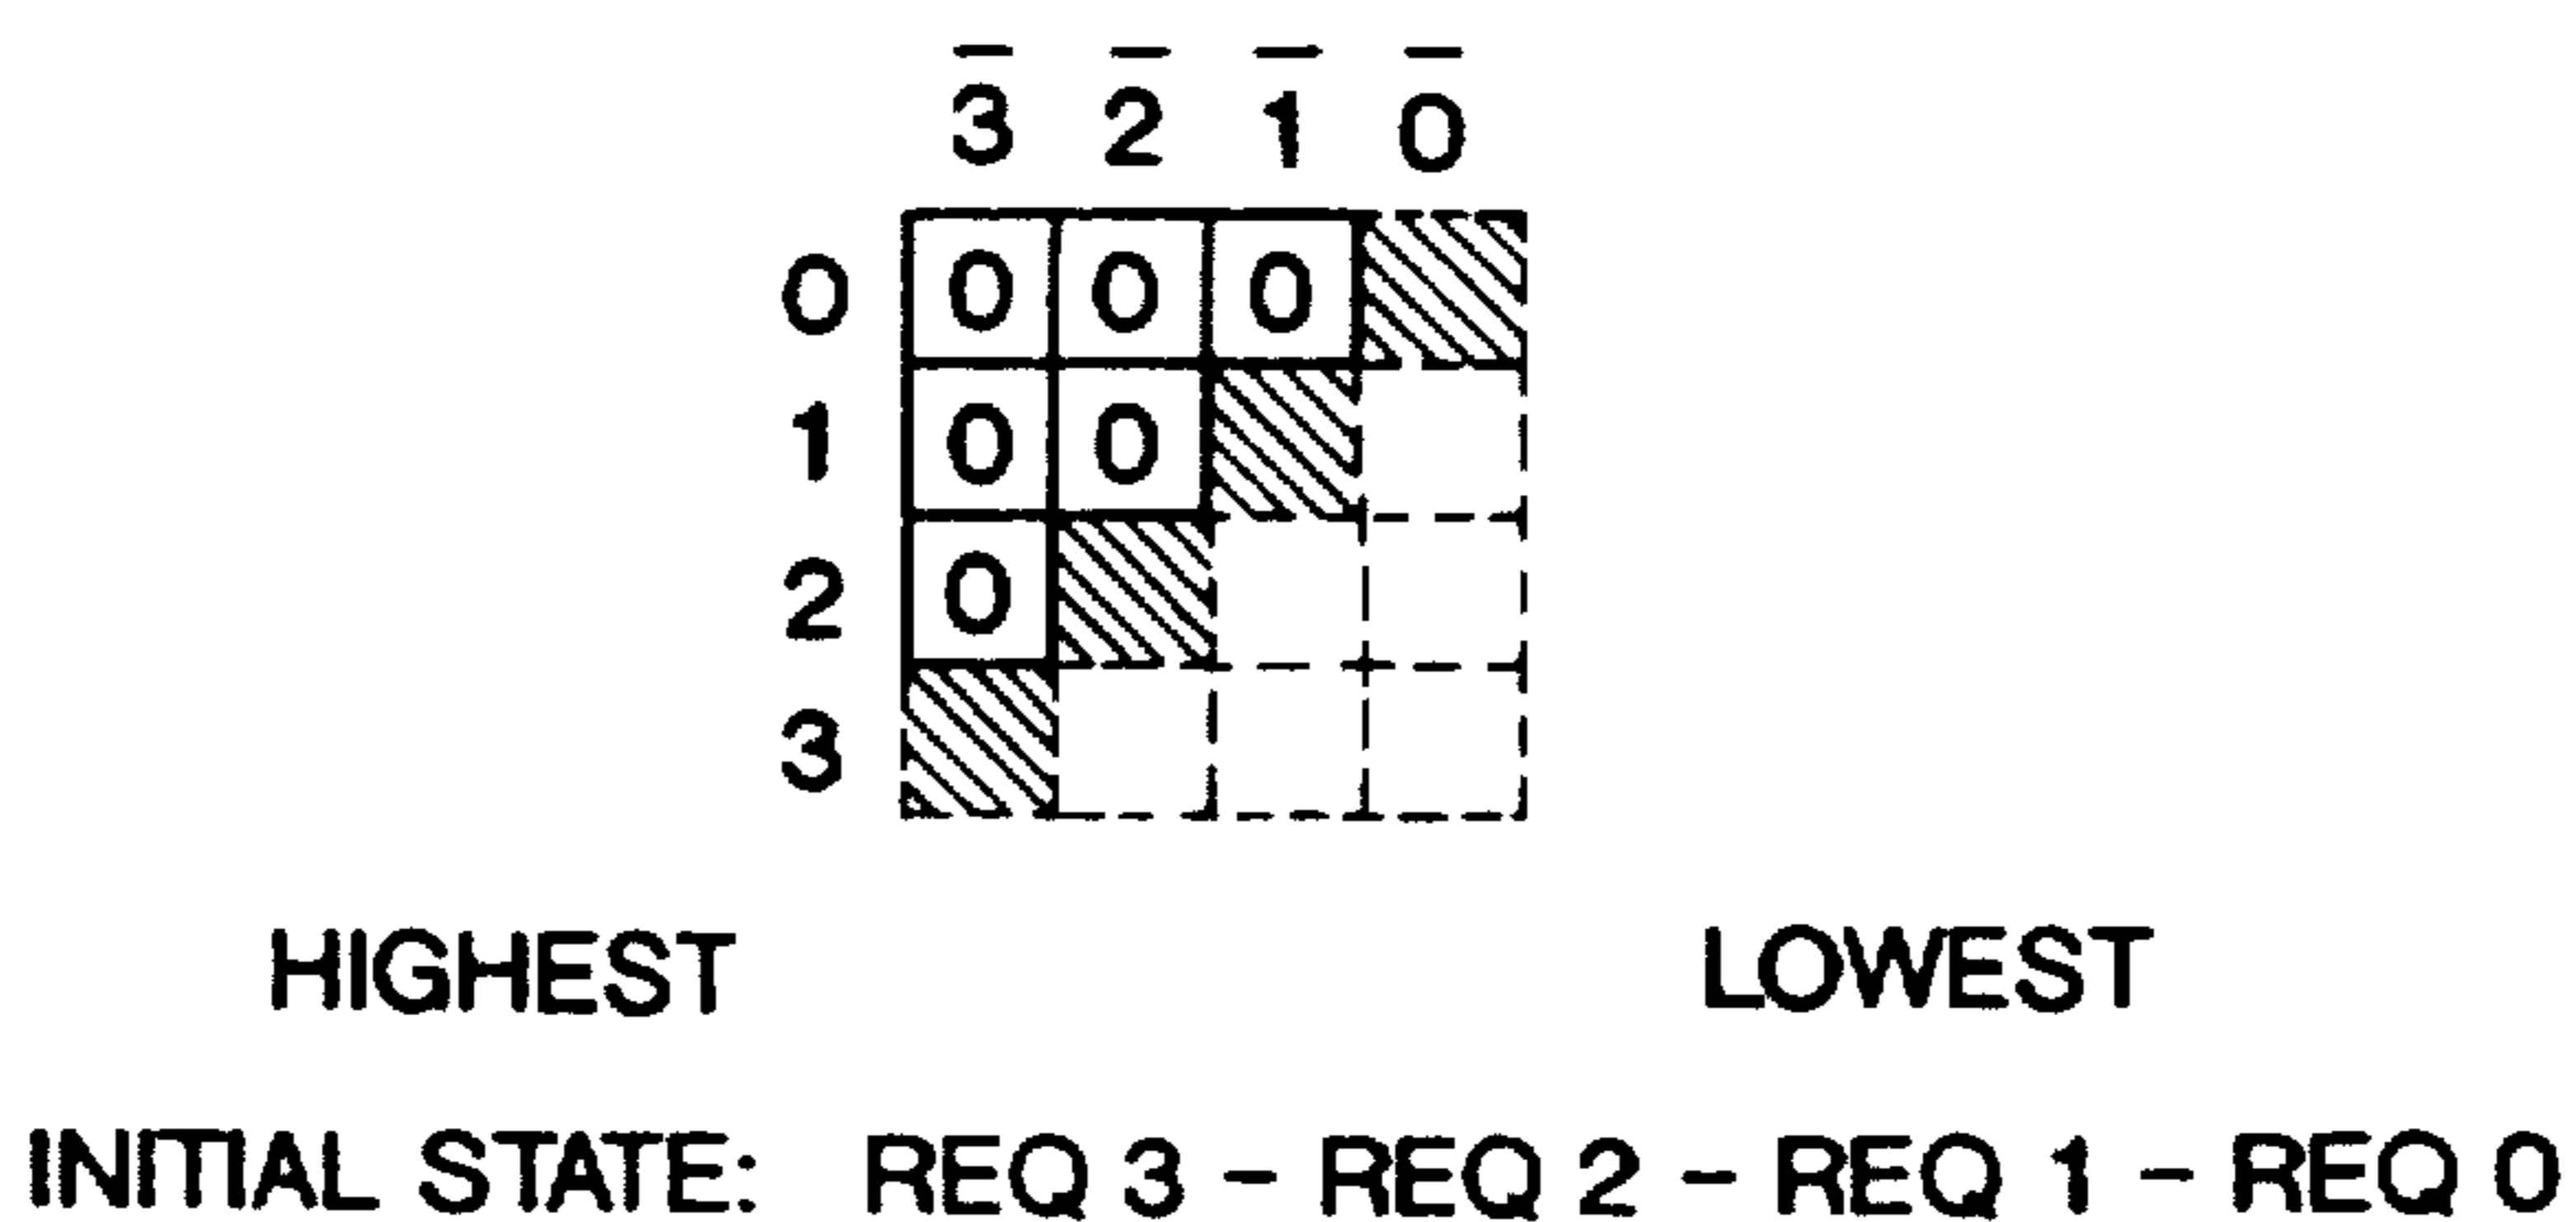 3̅ 2̅ 1̅ 0̅
0 0 0 0
1 0 0
2 0
3
HIGHEST LOWEST
INITIAL STATE: REQ 3 – REQ 2 – REQ 1 – REQ 0